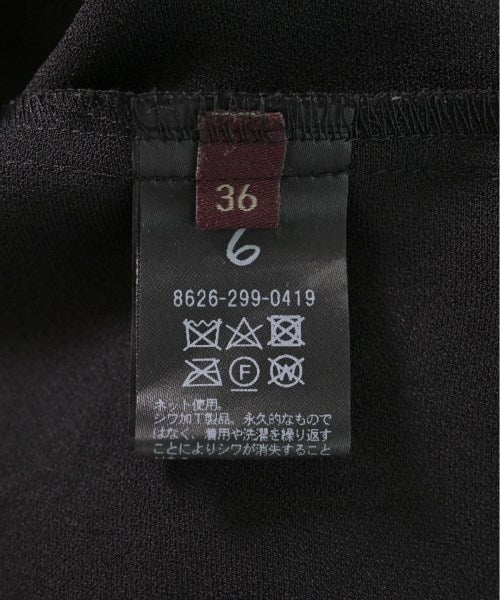 36
6
8626-299-0419
F W
ネット使用。
シワ加工製品。永久的なもので
はなく、着用や洗濯を繰り返す
ことによりシワが消失すること